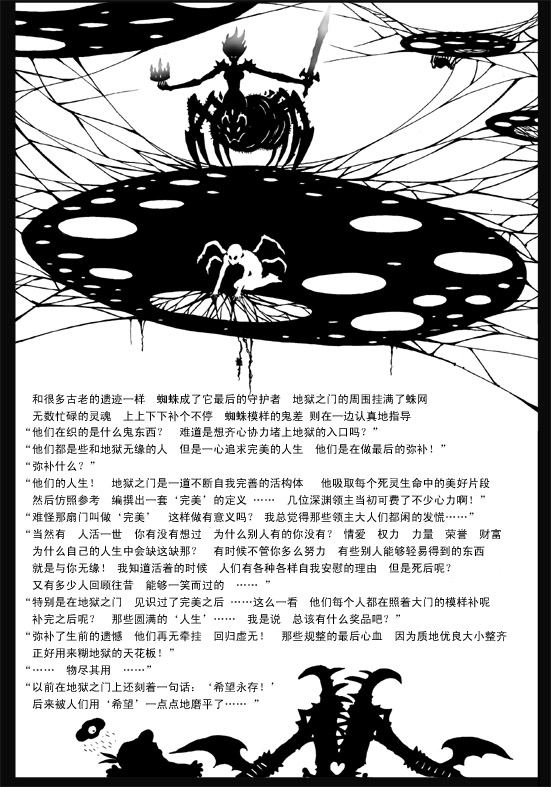 和很多古老的遗迹一样 蜘蛛成了它最后的守护者 地狱之门的周围挂满了蛛网
无数忙碌的灵魂 上上下下补个不停 蜘蛛模样的鬼差 则在一边认真地指导
“他们在织的是什么鬼东西? 难道是想齐心协力堵上地狱的入口吗?”
“他们都是些和地狱无缘的人 但是一心追求完美的人生 他们是在做最后的弥补!”
“弥补什么?”
“他们的人生! 地狱之门是一道不断自我完善的活构体 他吸取每个死灵生命中的美好片段
然后仿照参考 编撰出一套‘完美’的定义 …… 几位深渊领主当初可费了不少心力啊!”
“难怪那扇门叫做‘完美’ 这样做有意义吗? 我总觉得那些领主大人们都闲的发慌……”
“当然有 人活一世 你有没有想过 为什么别人有的你没有? 情爱 权力 力量 荣誉 财富
为什么自己的人生中会缺这缺那? 有时候不管你多么努力 有些别人能够轻易得到的东西
就是与你无缘! 我知道活着的时候 人们有各种各样自我安慰的理由 但是死后呢?
又有多少人回顾往昔 能够一笑而过的 …… ”
“特别是在地狱之门 见识过了完美之后 ……这么一看 他们每个人都在照着大门的模样补呢
补完之后呢? 那些圆满的‘人生’…… 我是说 总该有什么奖品吧?”
“弥补了生前的遗憾 他们再无牵挂 回归虚无! 那些规整的最后心血 因为质地优良大小整齐
正好用来糊地狱的天花板!”
“…… 物尽其用 ……”
“以前在地狱之门上还刻着一句话:‘希望永存!’
后来被人们用‘希望’一点点地磨平了…… ”